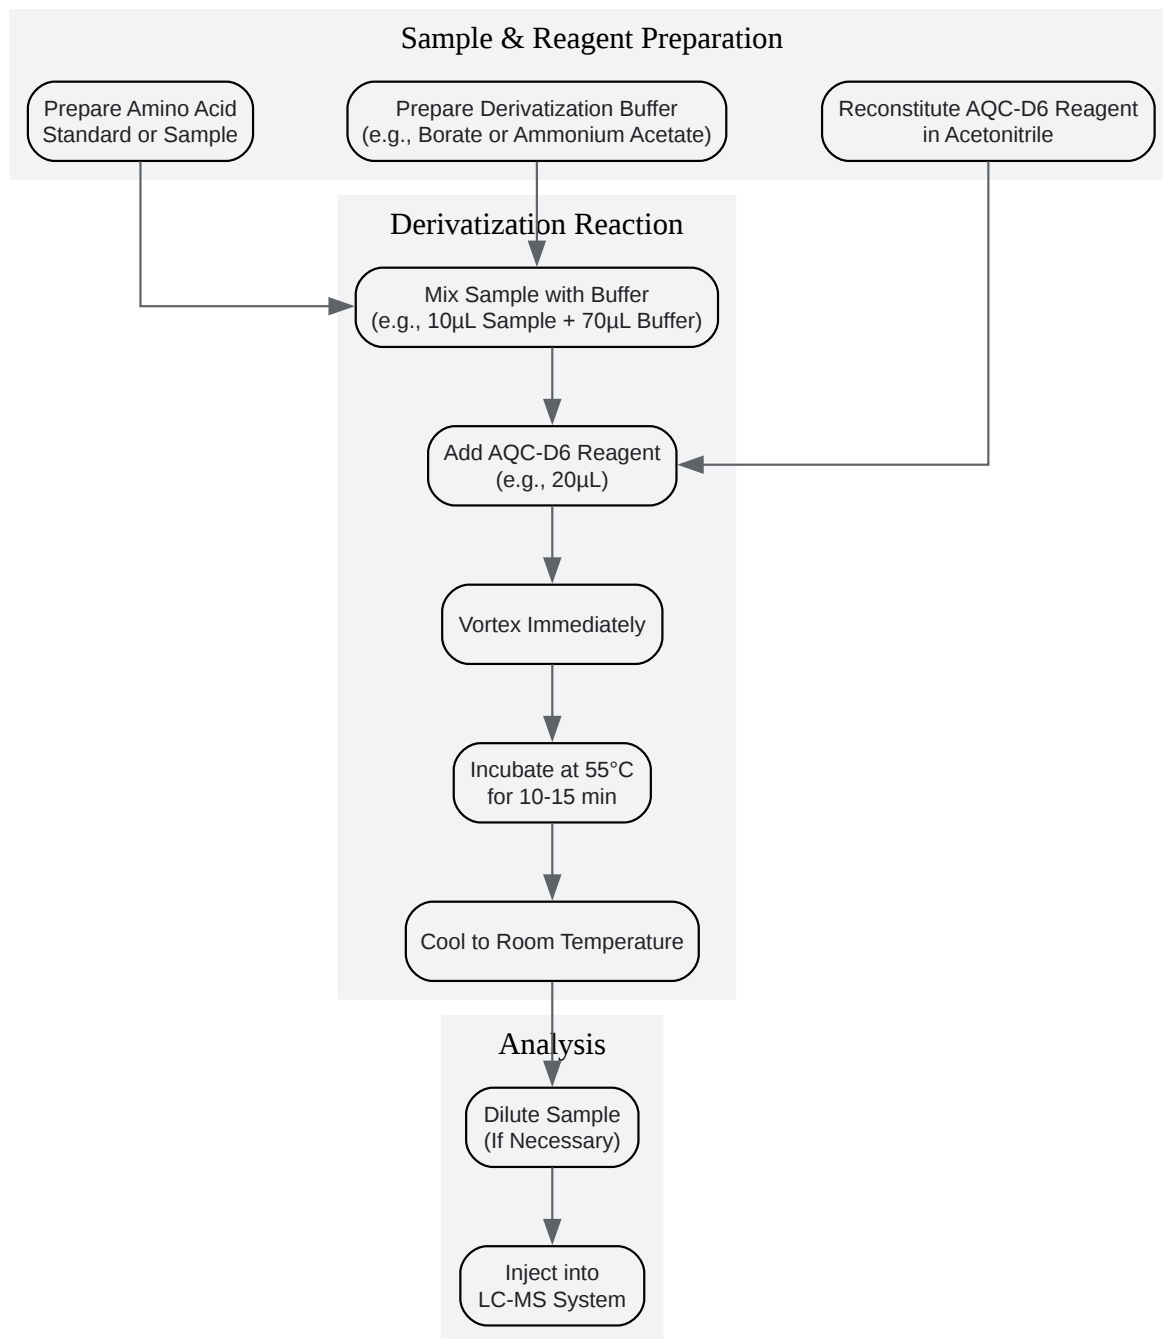 Sample & Reagent Preparation
Prepare Amino Acid
Standard or Sample
Prepare Derivatization Buffer
(e.g., Borate or Ammonium Acetate)
Reconstitute AQC-D6 Reagent
in Acetonitrile
Derivatization Reaction
Mix Sample with Buffer
(e.g., 10µL Sample + 70µL Buffer)
Add AQC-D6 Reagent
(e.g., 20µL)
Vortex Immediately
Incubate at 55°C
for 10-15 min
Cool to Room Temperature
Analysis
Dilute Sample
(If Necessary)
Inject into
LC-MS System